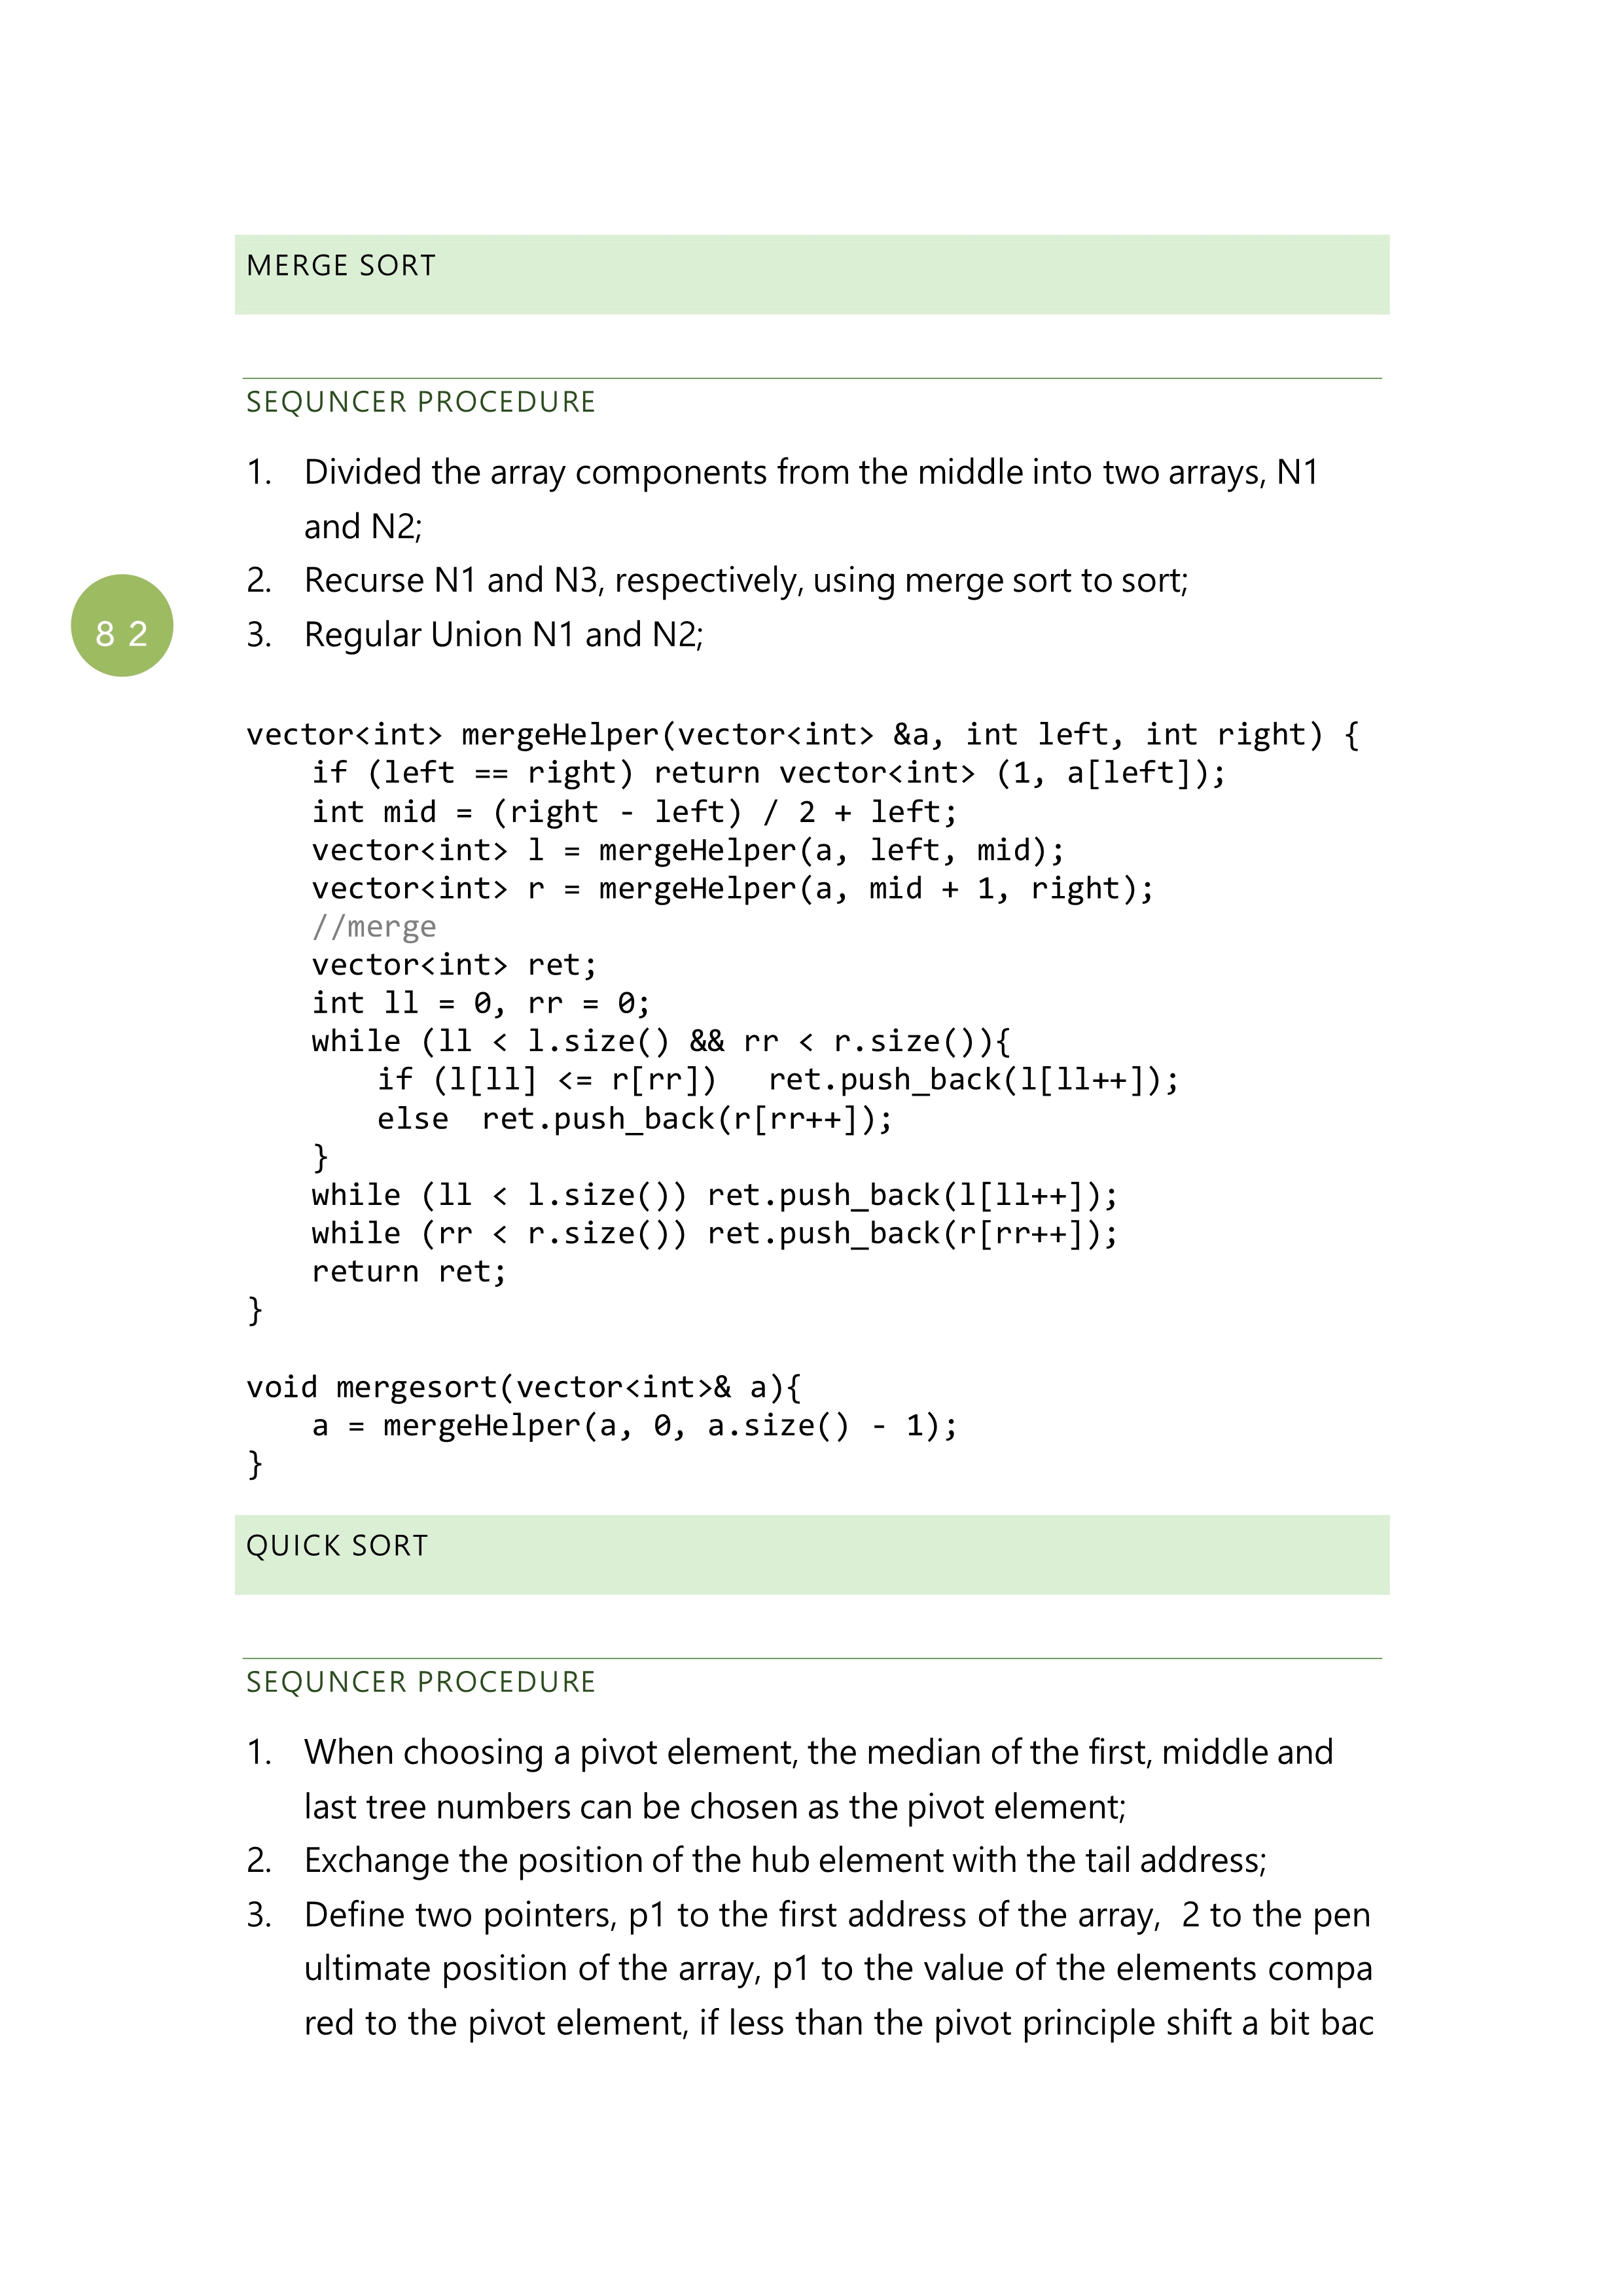 MERGE SORT
SEQUNCER PROCEDURE
1. Divided the array components from the middle into two arrays, N1
and N2;
2. Recurse N1 and N3, respectively, using merge sort to sort;
82
3. Regular Union N1 and N2;
vector<int> mergeHelper(vector<int> &a, int left, int right) {
if (left == right) return vector<int> (1, a[left]);
int mid = (right - left) / 2 + left;
vector<int> l = mergeHelper(a, left, mid);
vector<int> r = mergeHelper(a, mid + 1, right);
//merge
vector<int> ret;
int ll = 0, rr = 0;
while (ll < l.size() && rr < r.size()){
if (l[ll] <= r[rr]) ret.push_back(l[ll++]);
else ret.push_back(r[rr++]);
}
while (ll < l.size()) ret.push_back(l[ll++]);
while (rr < r.size()) ret.push_back(r[rr++]);
return ret;
}
void mergesort(vector<int>& a){
a = mergeHelper(a, 0, a.size() - 1);
}
QUICK SORT
SEQUNCER PROCEDURE
1. When choosing a pivot element, the median of the first, middle and
last tree numbers can be chosen as the pivot element;
2. Exchange the position of the hub element with the tail address;
3. Define two pointers, p1 to the first address of the array, 2 to the pen
ultimate position of the array, p1 to the value of the elements compa
red to the pivot element, if less than the pivot principle shift a bit bac